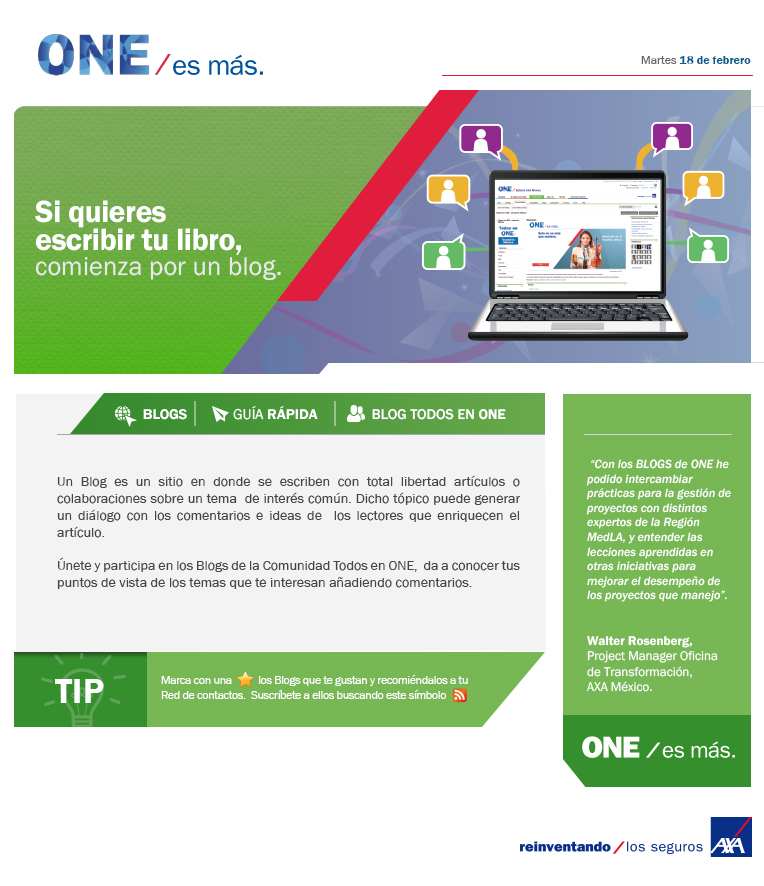 ONE /es más.
Martes 18 de febrero
Si quieres
escribir tu libro,
comienza por un blog.
ONE
Todos en
ONE
ONE
BLOGS
GUÍA RÁPIDA
BLOG TODOS EN ONE
Un Blog es un sitio en donde se escriben con total libertad artículos o
colaboraciones sobre un tema de interés común. Dicho tópico puede generar
un diálogo con los comentarios e ideas de los lectores que enriquecen el
artículo.
Únete y participa en los Blogs de la Comunidad Todos en ONE, da a conocer tus
puntos de vista de los temas que te interesan añadiendo comentarios.
TIP
Marca con una los Blogs que te gustan y recomiéndalos a tu
Red de contactos. Suscríbete a ellos buscando este símbolo
“Con los BLOGS de ONE he
podido intercambiar
prácticas para la gestión de
proyectos con distintos
expertos de la Región
MedLA, y entender las
lecciones aprendidas en
otras iniciativas para
mejorar el desempeño de
los proyectos que manejo”.
Walter Rosenberg,
Project Manager Oficina
de Transformación,
AXA México.
ONE /es más.
reinventando /los seguros
AXA